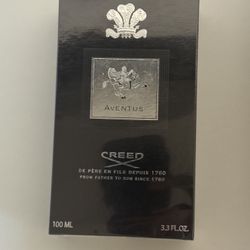 AVENTUS
CREED
DE PÈRE EN FILS DEPUIS 1760
FROM FATHER TO SON SINCE 1760
100 ML
3.3 FL.OZ.